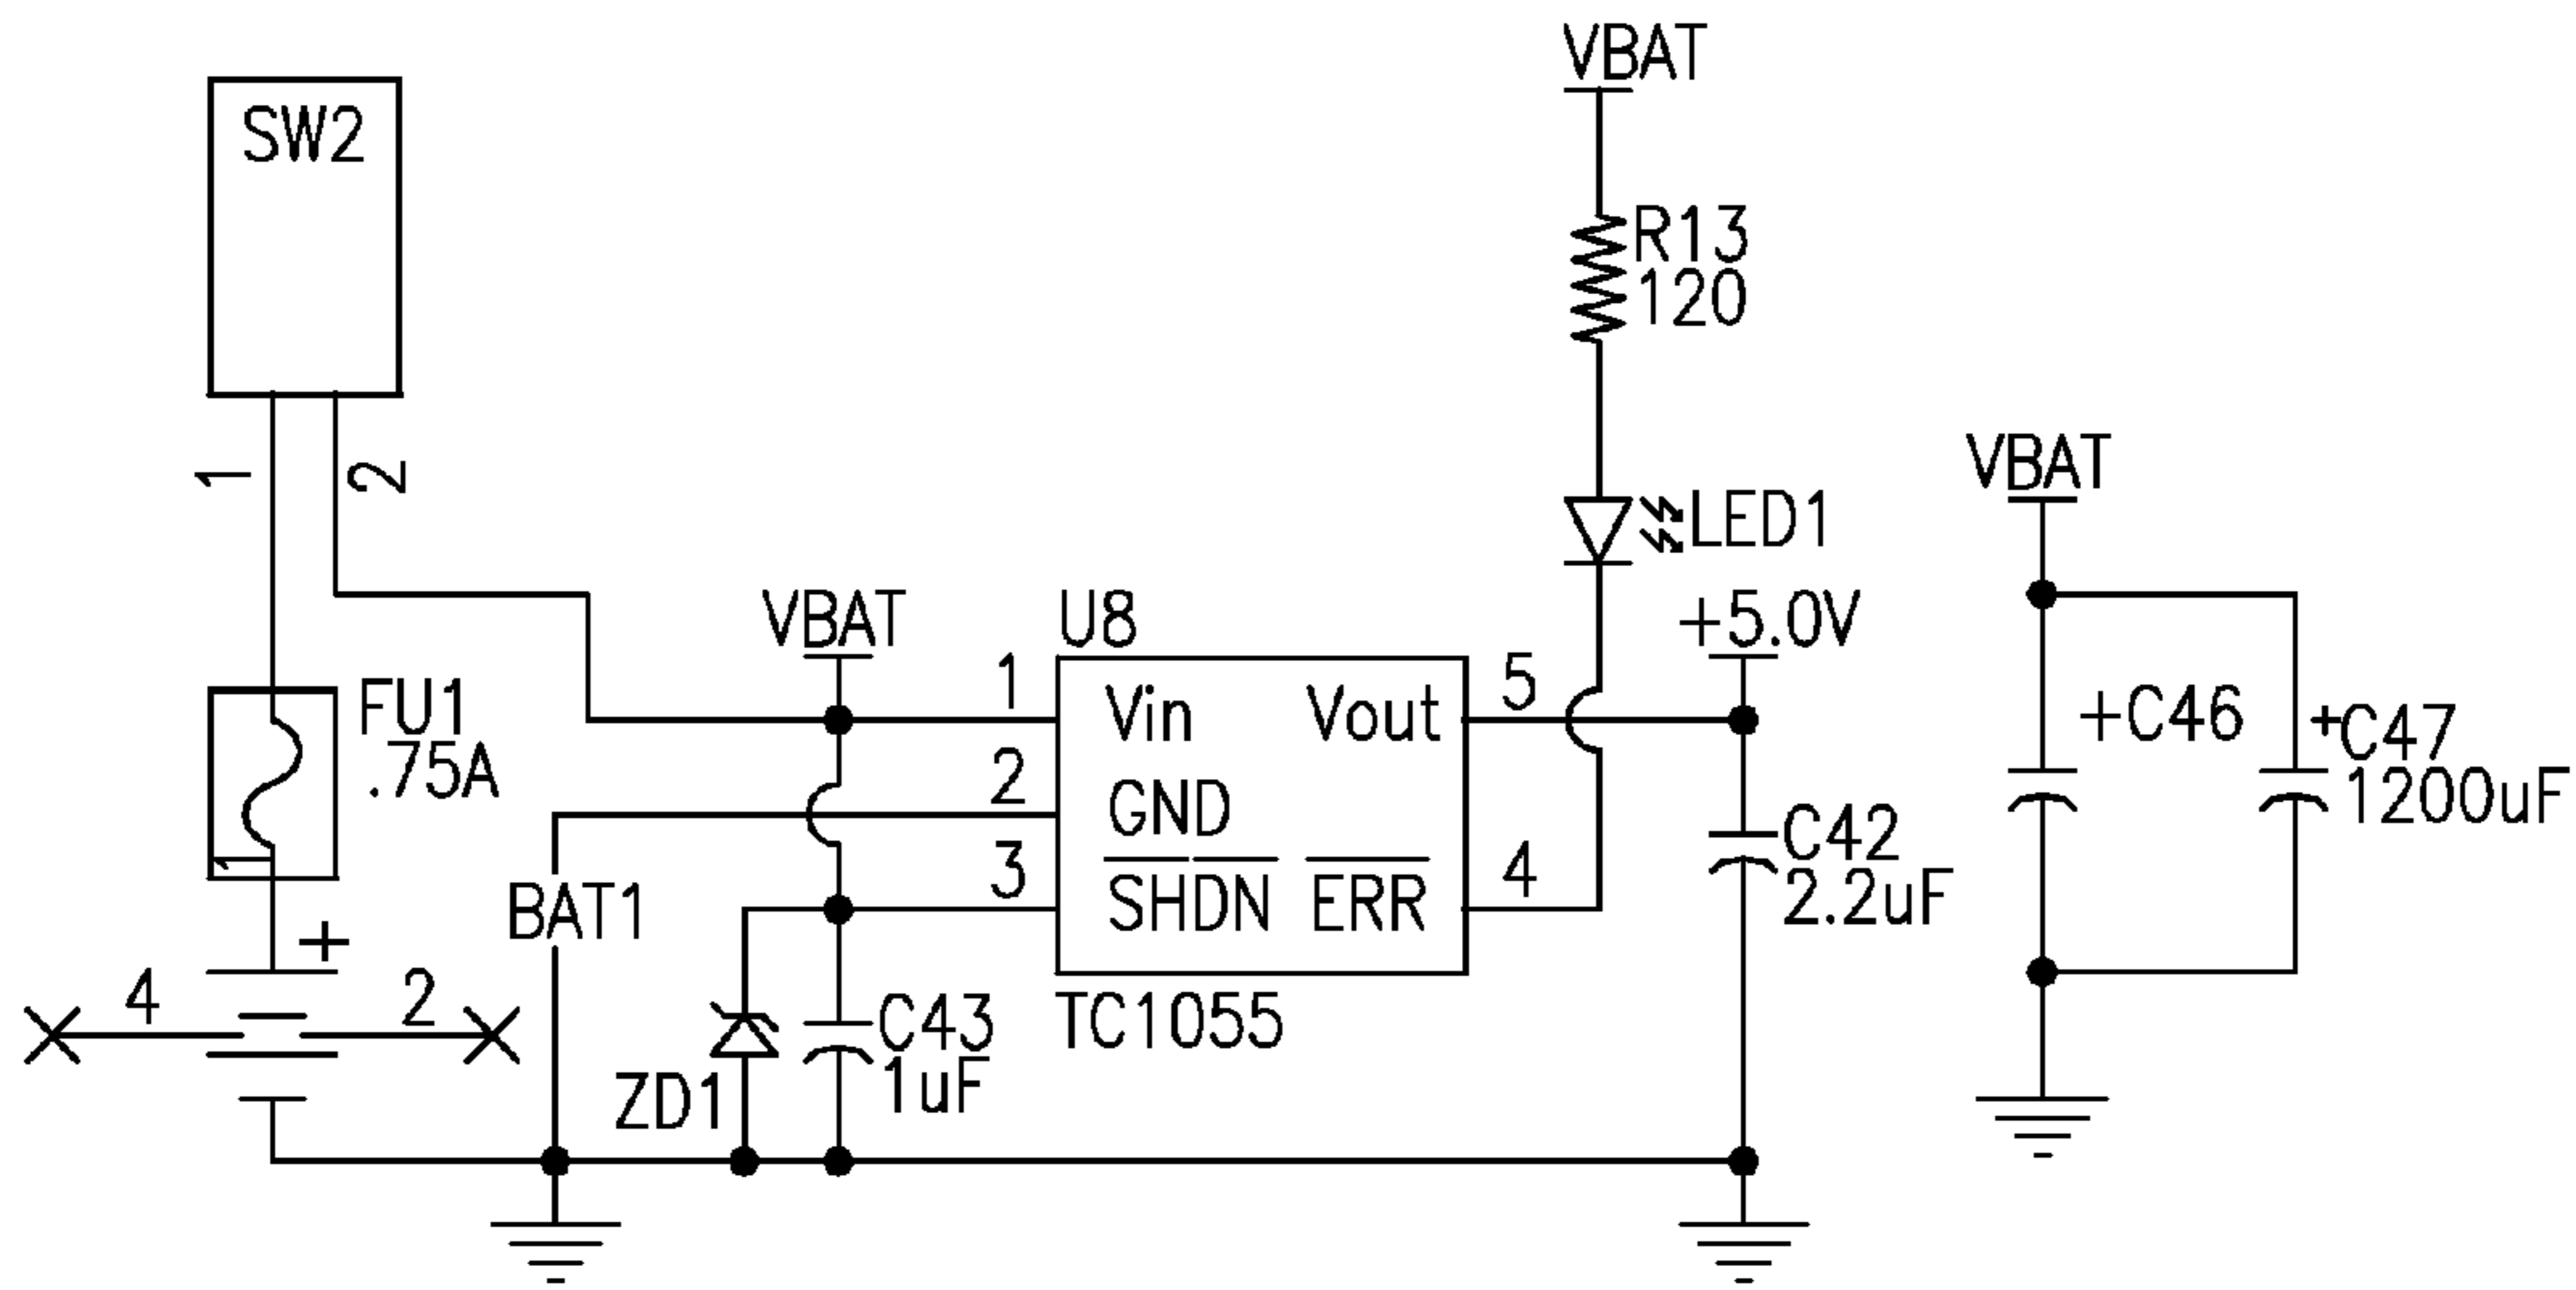 SW2
1
2
FU1
.75A
1
+
4
2
BAT1
VBAT
ZD1
C43
1uF
U8
1
2
3
Vin
GND
SHDN
Vout
ERR
5
4
TC1055
VBAT
R13
120
LED1
+5.0V
C42
2.2uF
VBAT
+C46
+C47
1200uF